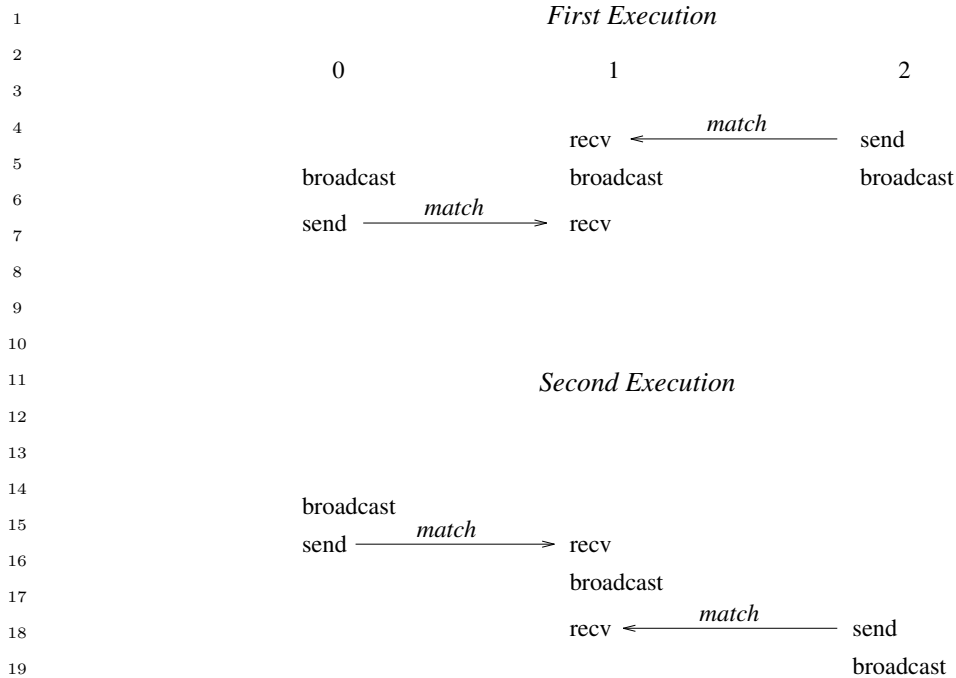 1
First Execution
2
0 1 2
3
4
match
recv send
5
broadcast broadcast broadcast
6
match
send recv
7
8
9
10
11
Second Execution
12
13
14
broadcast
15
match
send recv
16
broadcast
17
match
18
recv send
19
broadcast